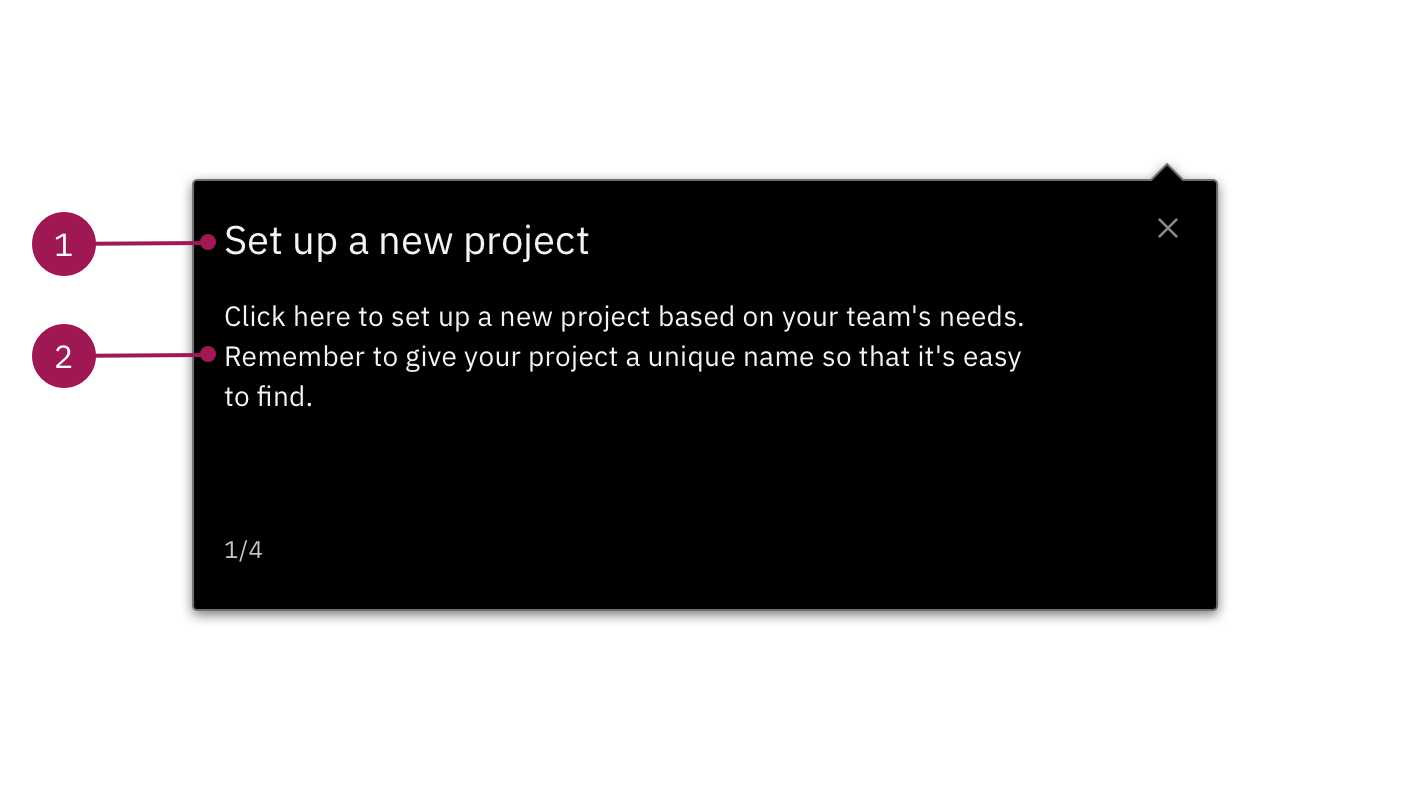 1
Set up a new project
Click here to set up a new project based on your team's needs.
2
Remember to give your project a unique name so that it's easy
to find.
1/4